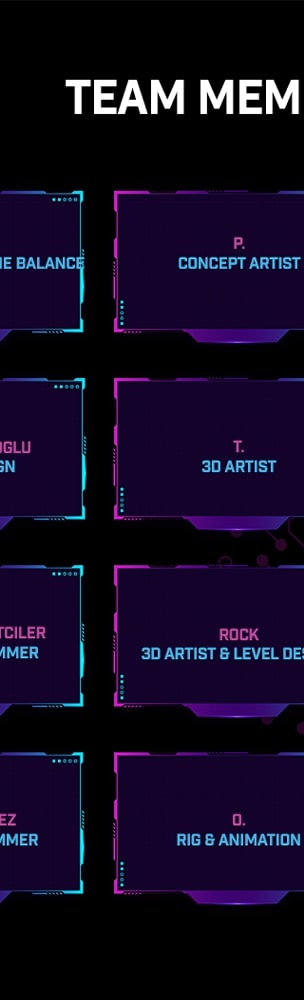 TEAM MEM
E BALANCE
P.
CONCEPT ARTIST
OGLU
GN
T.
3D ARTIST
TCILER
MMER
ROCK
3D ARTIST & LEVEL DES
EZ
MMER
O.
RIG & ANIMATION